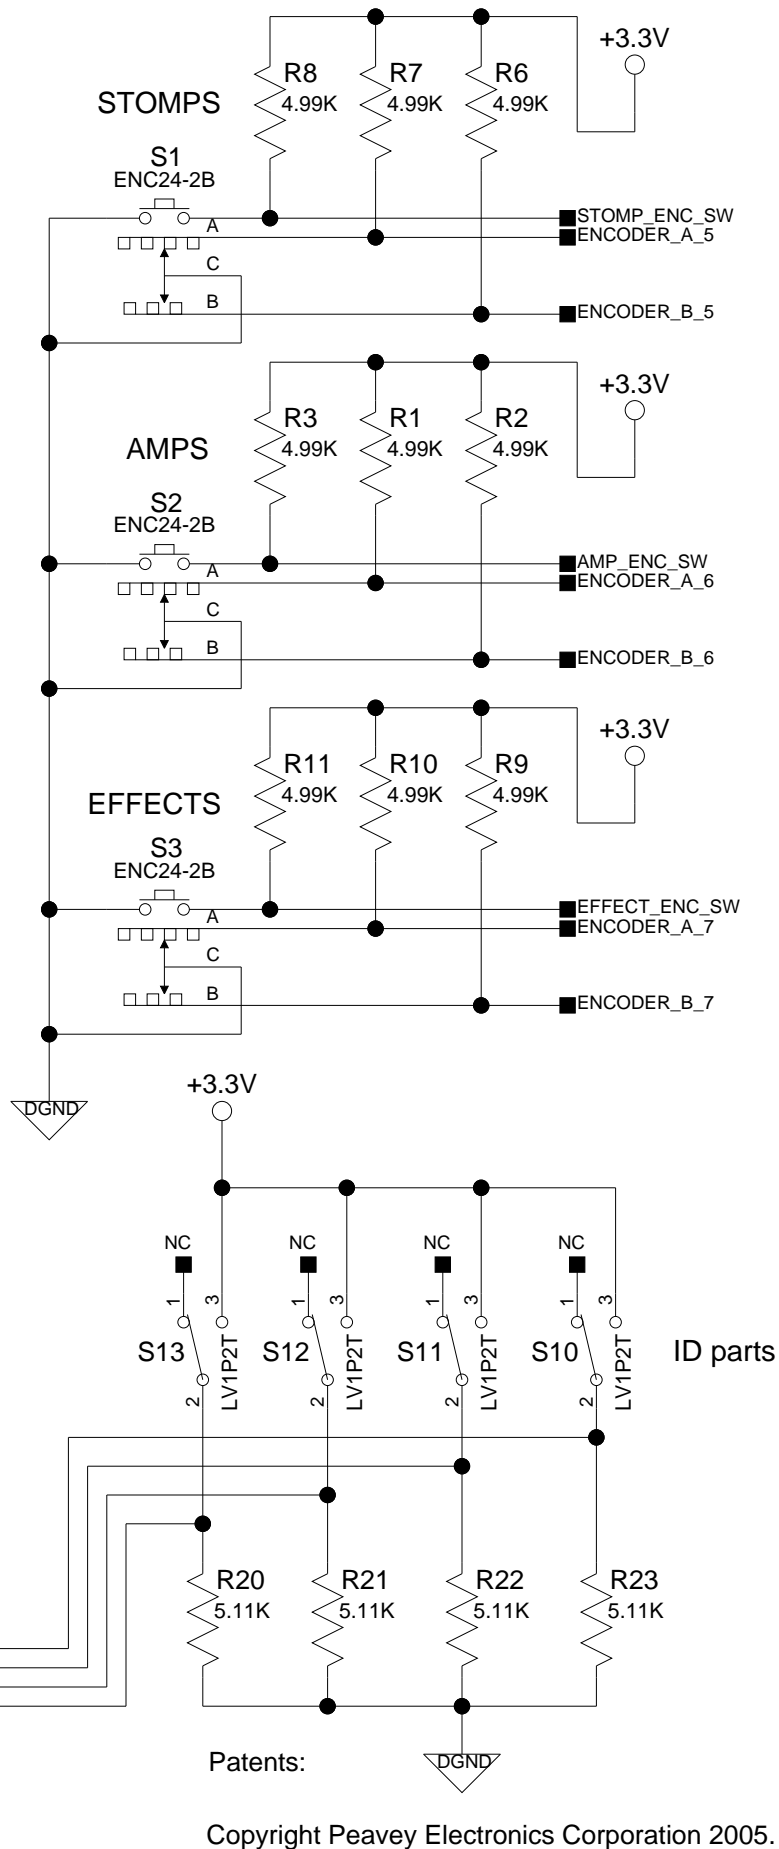 +3.3V
R8 R7 R6
4.99K 4.99K 4.99K
STOMPS
S1
ENC24-2B
STOMP_ENC_SW
A
ENCODER_A_5
C
B
ENCODER_B_5
+3.3V
R3 R1 R2
4.99K 4.99K 4.99K
AMPS
S2
ENC24-2B
AMP_ENC_SW
A
ENCODER_A_6
C
B
ENCODER_B_6
+3.3V
R11 R10 R9
4.99K 4.99K 4.99K
EFFECTS
S3
ENC24-2B
EFFECT_ENC_SW
A
ENCODER_A_7
C
B
ENCODER_B_7
+3.3V
DGND
NC NC NC NC
1 3 1 3 1 3 1 3
S13 LV1P2T S12 LV1P2T S11 LV1P2T S10 LV1P2T ID parts
2 2 2 2
R20 R21 R22 R23
5.11K 5.11K 5.11K 5.11K
Patents:
DGND
Copyright Peavey Electronics Corporation 2005.